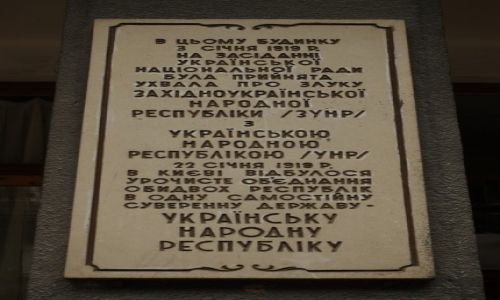 В ЦЬОМУ БУДИНКУ
3 СІЧНЯ 1919 Р.
НА ЗАСІДАННІ
УКРАЇНСЬКОЇ
НАЦІОНАЛЬНОЇ РАДИ
БУЛА ПРИЙНЯТА
УХВАЛА ПРО ЗЛУКУ
ЗАХІДНОУКРАЇНСЬКОЇ
НАРОДНОЇ
РЕСПУБЛІКИ /ЗУНР/
З
УКРАЇНСЬКОЮ
НАРОДНОЮ
РЕСПУБЛІКОЮ /УНР/
22 СІЧНЯ 1919 Р.
В КИЄВІ ВІДБУЛОСЯ
УРОЧИСТЕ ОБ'ЄДНАННЯ
ОБИДВОХ РЕСПУБЛІК
В ОДНУ САМОСТІЙНУ
СУВЕРЕННУ ДЕРЖАВУ -
УКРАЇНСЬКУ
НАРОДНУ
РЕСПУБЛІКУ